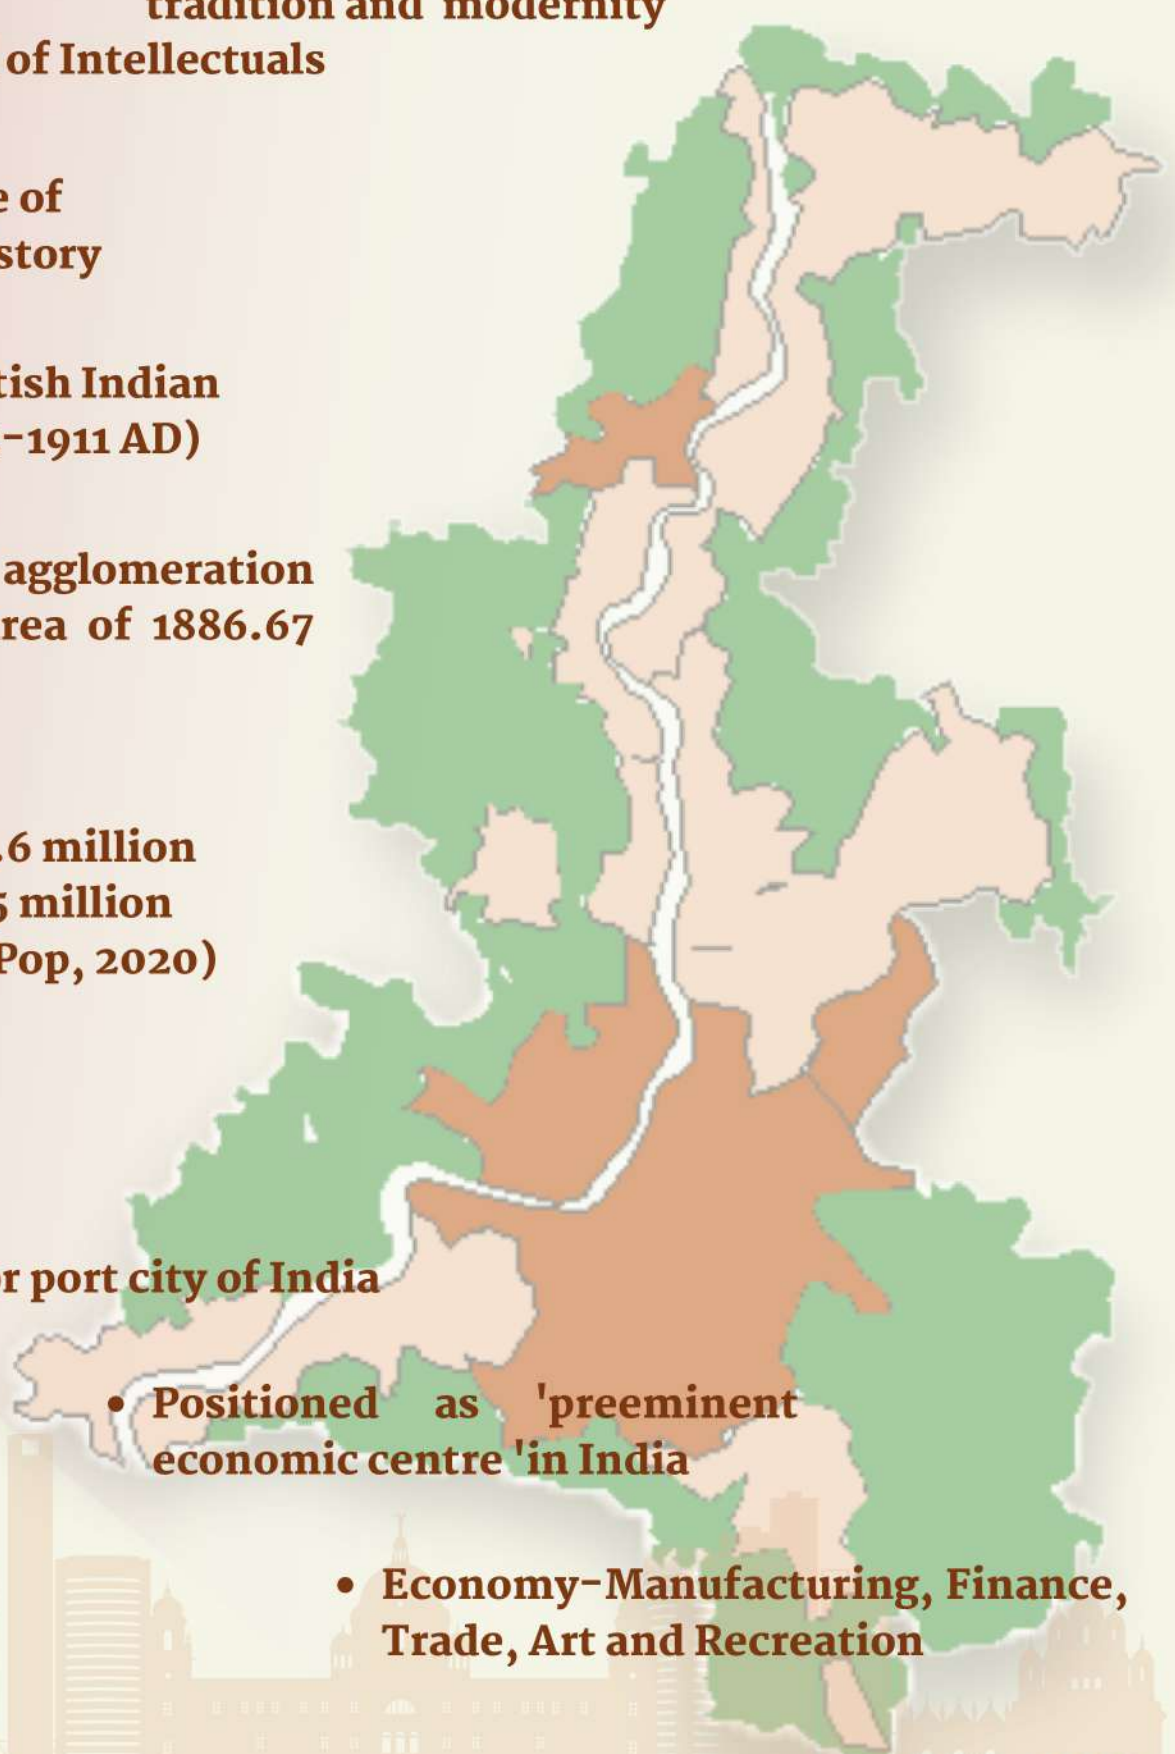 tradition and modernity
of Intellectuals
e of
story
tish Indian
-1911 AD)
agglomeration
rea of 1886.67
.6 million
5 million
Pop, 2020)
r port city of India
• Positioned as 'preeminent
economic centre 'in India
• Economy-Manufacturing, Finance,
Trade, Art and Recreation